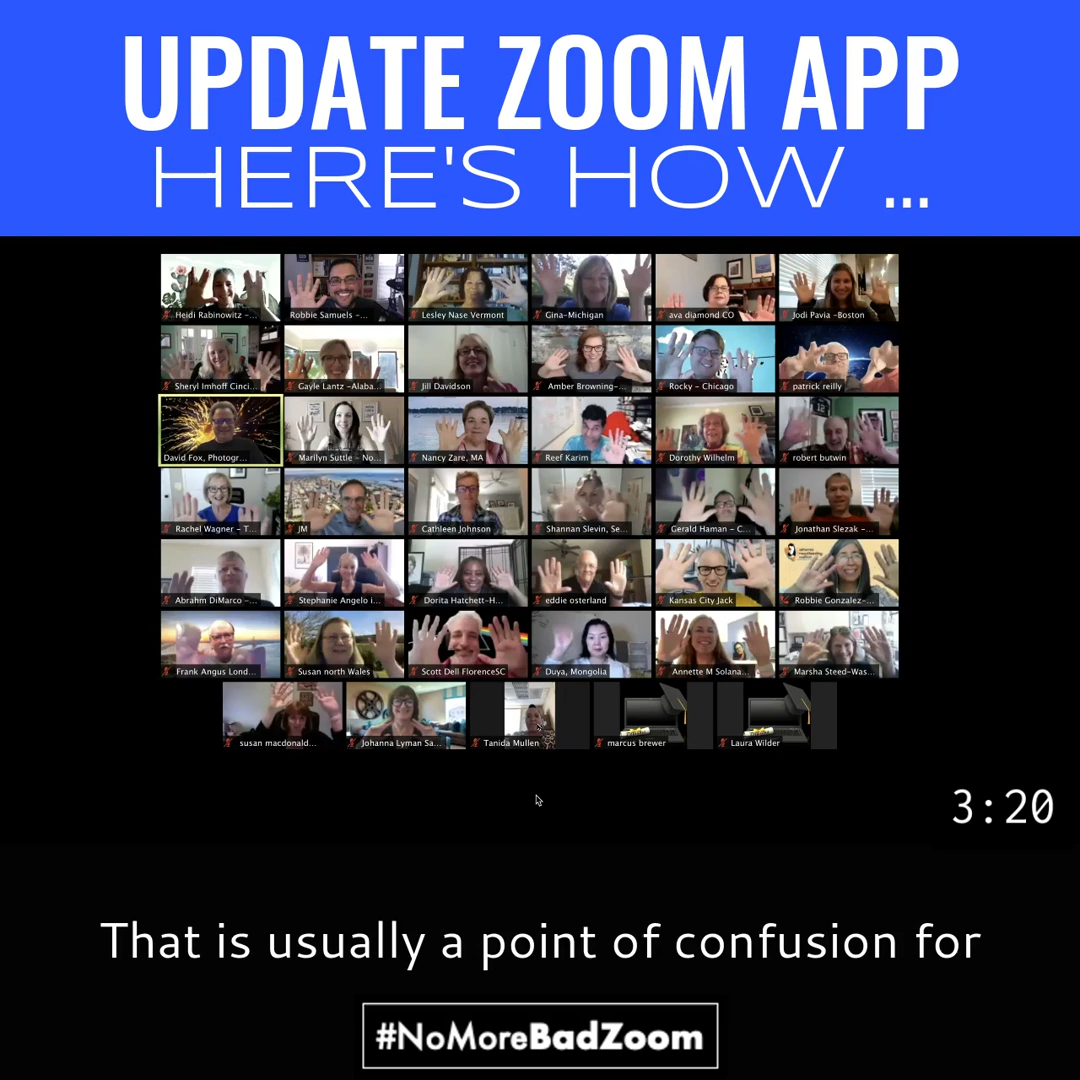 UPDATE ZOOM APP
HERE'S HOW ...
Heidi Rabinowitz -...
Robbie Samuels -...
Lesley Nase Vermont
Gina-Michigan
ava diamond CO
Jodi Pavia -Boston
Sheryl Imhoff Cinci...
Gayle Lantz -Alaba...
Jill Davidson
Amber Browning-...
Rocky - Chicago
patrick reilly
David Fox, Photogr...
Marilyn Suttle - No...
Nancy Zare, MA
Reef Karim
Dorothy Wilhelm
robert butwin
Rachel Wagner - T...
JM
Cathleen Johnson
Shannan Slevin, Se...
Gerald Haman - C...
Jonathan Slezak -...
Abrahm DiMarco -...
Stephanie Angelo i...
Dorita Hatchett-H...
eddie osterland
Kansas City Jack
Robbie Gonzalez-...
Frank Angus Lond...
Susan north Wales
Scott Dell FlorenceSC
Duya, Mongolia
Annette M Solana...
Marsha Steed-Was...
susan macdonald...
Johanna Lyman Sa...
Tanida Mullen
marcus brewer
Laura Wilder
3:20
That is usually a point of confusion for
#NoMoreBadZoom